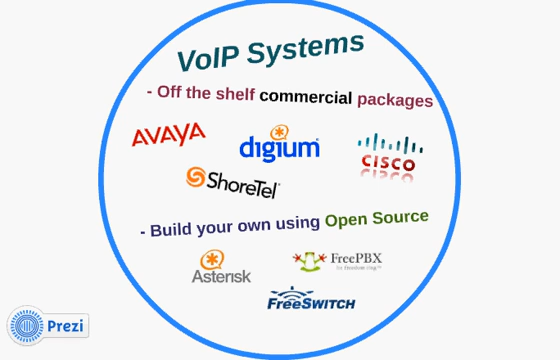 VoIP Systems
- Off the shelf commercial packages
AVAYA
digium
CISCO
ShoreTel
- Build your own using Open Source
Asterisk
FreePBX
FreeSWITCH
Prezi